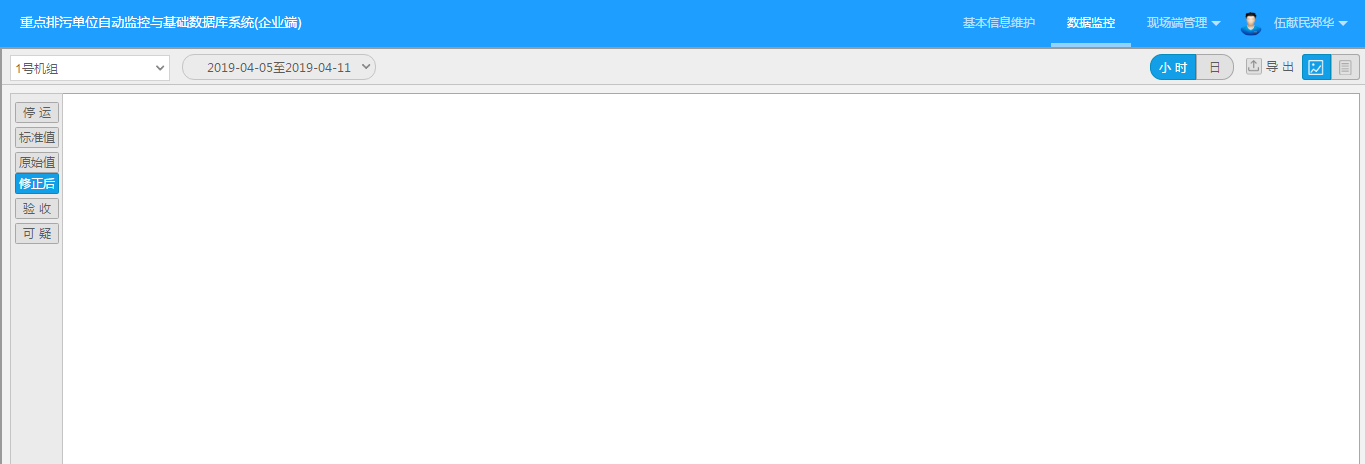 重点排污单位自动监控与基础数据库系统(企业端)
基本信息维护
数据监控
现场端管理
伍献民郑华
1号机组
2019-04-05至2019-04-11
小 时
日
导 出
停 运
标准值
原始值
修正后
验 收
可 疑